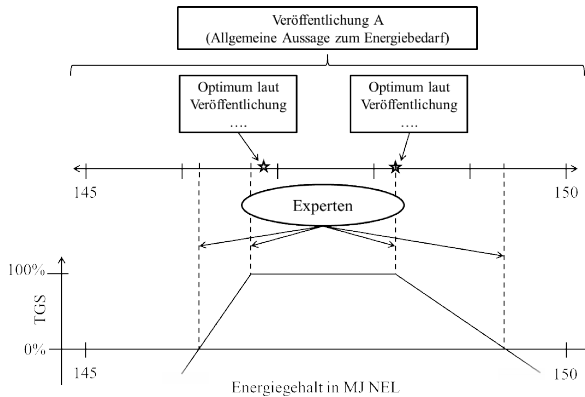 Veröffentlichung A
(Allgemeine Aussage zum Energiebedarf)
Optimum laut
Veröffentlichung
....
Optimum laut
Veröffentlichung
....
145
150
Experten
100%
TGS
0%
145
150
Energiegehalt in MJ NEL